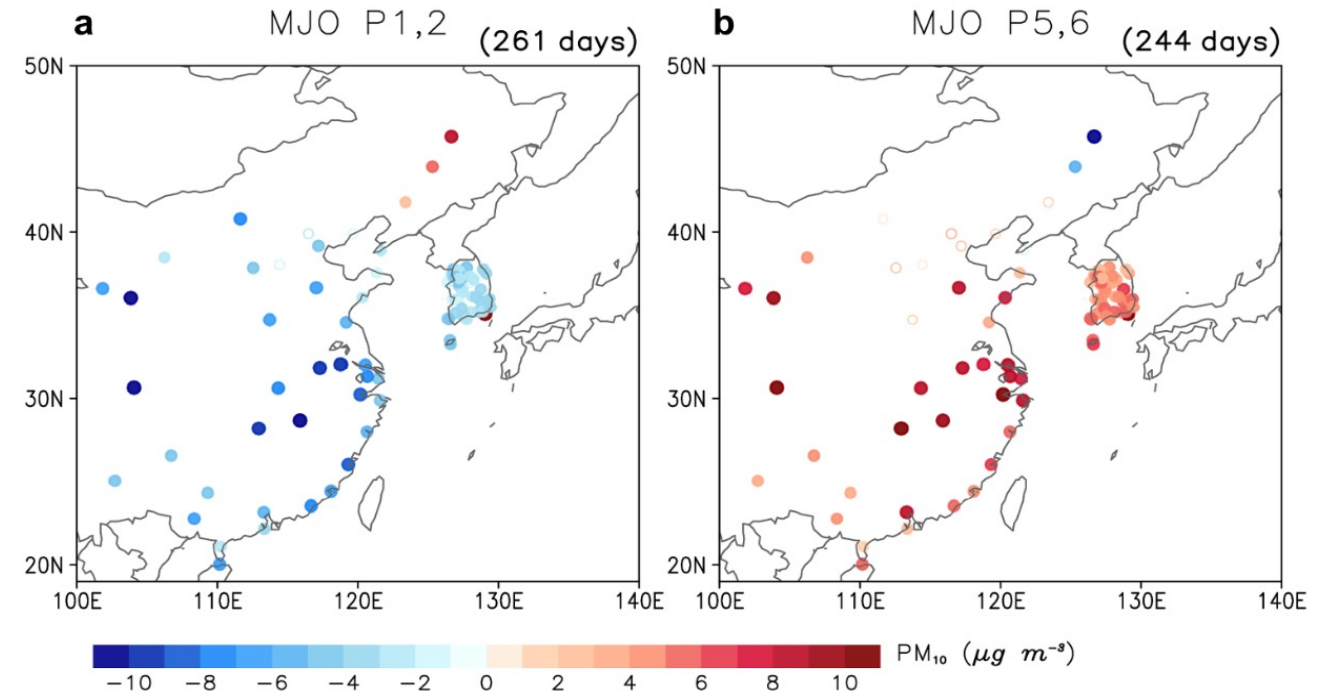 a MJO P1,2 (261 days)
b MJO P5,6 (244 days)
50N 50N
40N 40N
30N 30N
20N 20N
100E 110E 120E 130E 140E 100E 110E 120E 130E 140E
−10 −8 −6 −4 −2 0 2 4 6 8 10 PM₁₀ (μg m⁻³)